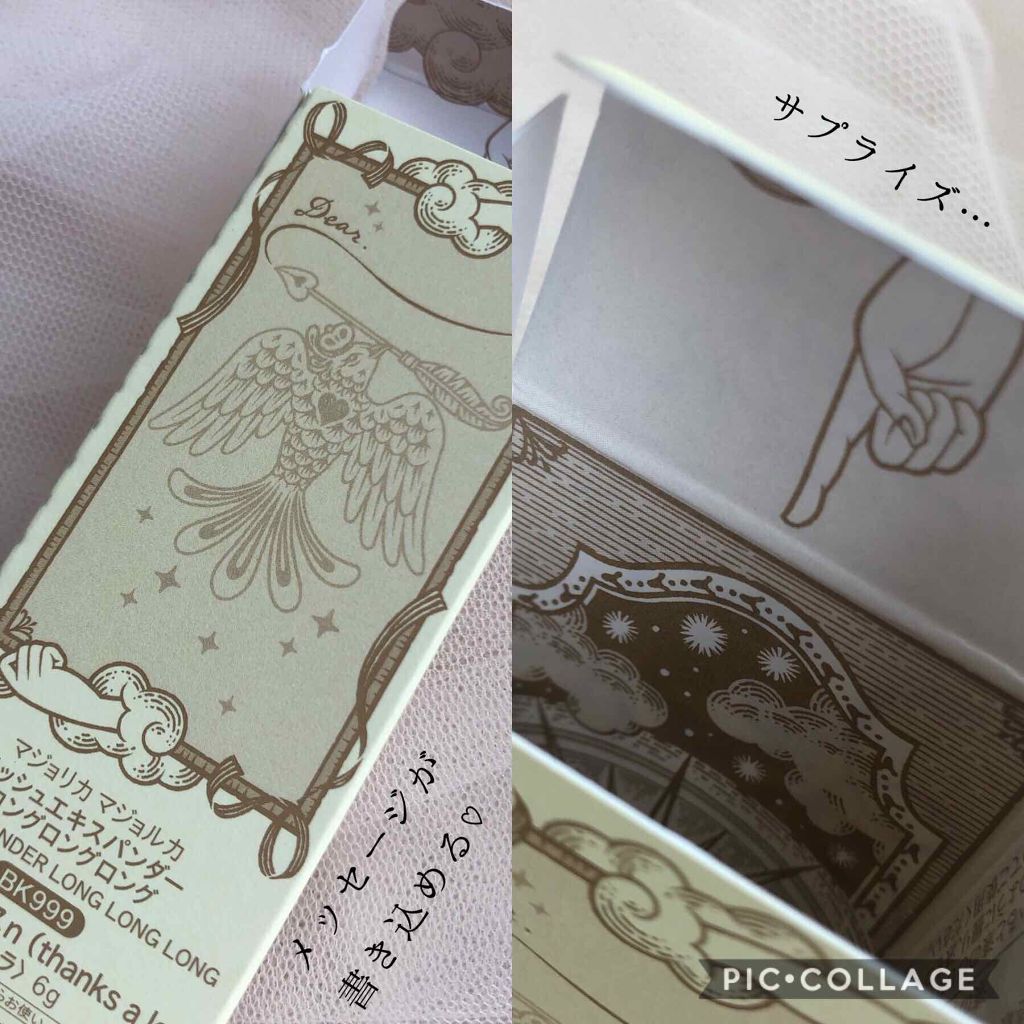 Dear.
マジョリカ マジョルカ
ッシュエキスパンダー
ロングロングロング
NDER LONG LONG LONG
BK999
n (thanks a l
ラ〉6g
メッセージが
書き込める♡
サプライズ…
PIC•COLLAGE